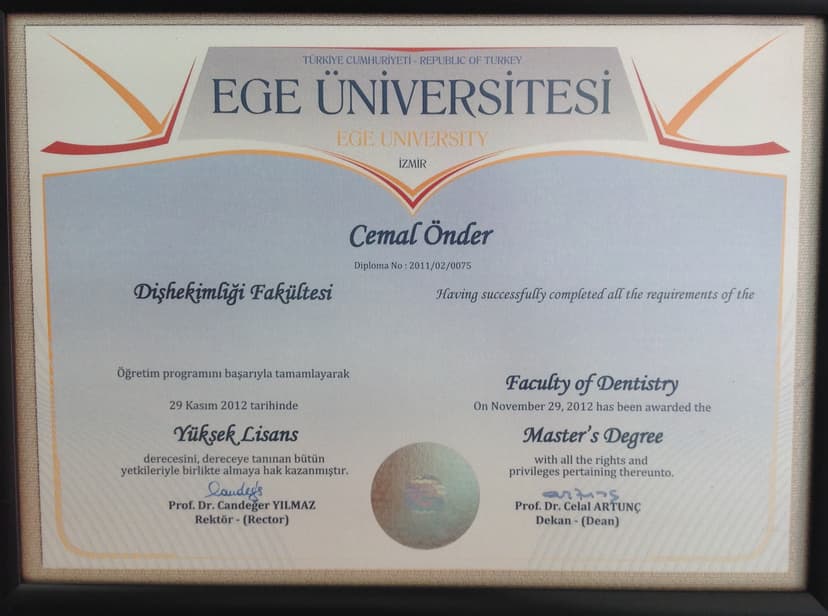 TÜRKİYE CUMHURİYETİ - REPUBLIC OF TURKEY
EGE ÜNİVERSİTESİ
EGE UNIVERSITY
İZMİR
Cemal Önder
Diploma No : 2011/02/0075
Dişhekimliği Fakültesi
Öğretim programını başarıyla tamamlayarak
29 Kasım 2012 tarihinde
Yüksek Lisans
derecesini, dereceye tanınan bütün
yetkileriyle birlikte almaya hak kazanmıştır.
Prof. Dr. Candeğer YILMAZ
Rektör - (Rector)
Having successfully completed all the requirements of the
Faculty of Dentistry
On November 29, 2012 has been awarded the
Master's Degree
with all the rights and
privileges pertaining thereunto.
Prof. Dr. Celal ARTUNÇ
Dekan - (Dean)